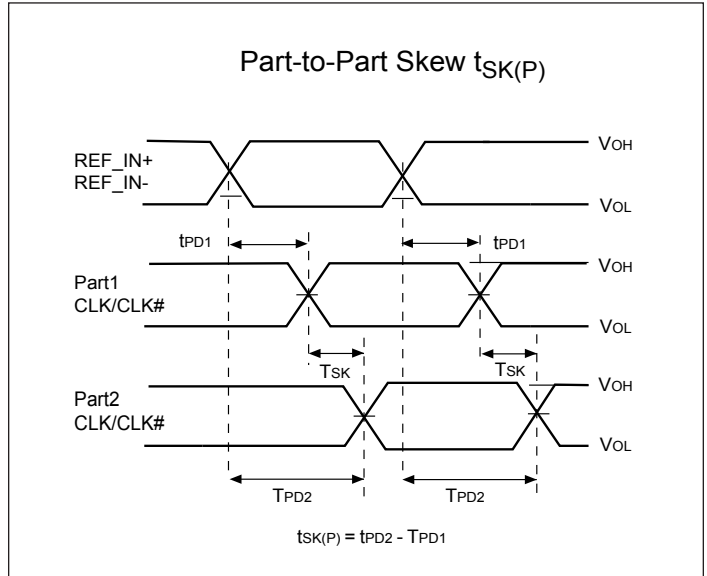 Part-to-Part Skew tSK(P)
REF_IN+
REF_IN-
VOH
VOL
tPD1
tPD1
Part1
CLK/CLK#
VOH
VOL
TSK
TSK
Part2
CLK/CLK#
VOH
VOL
TPD2
TPD2
tSK(P) = tPD2 - TPD1